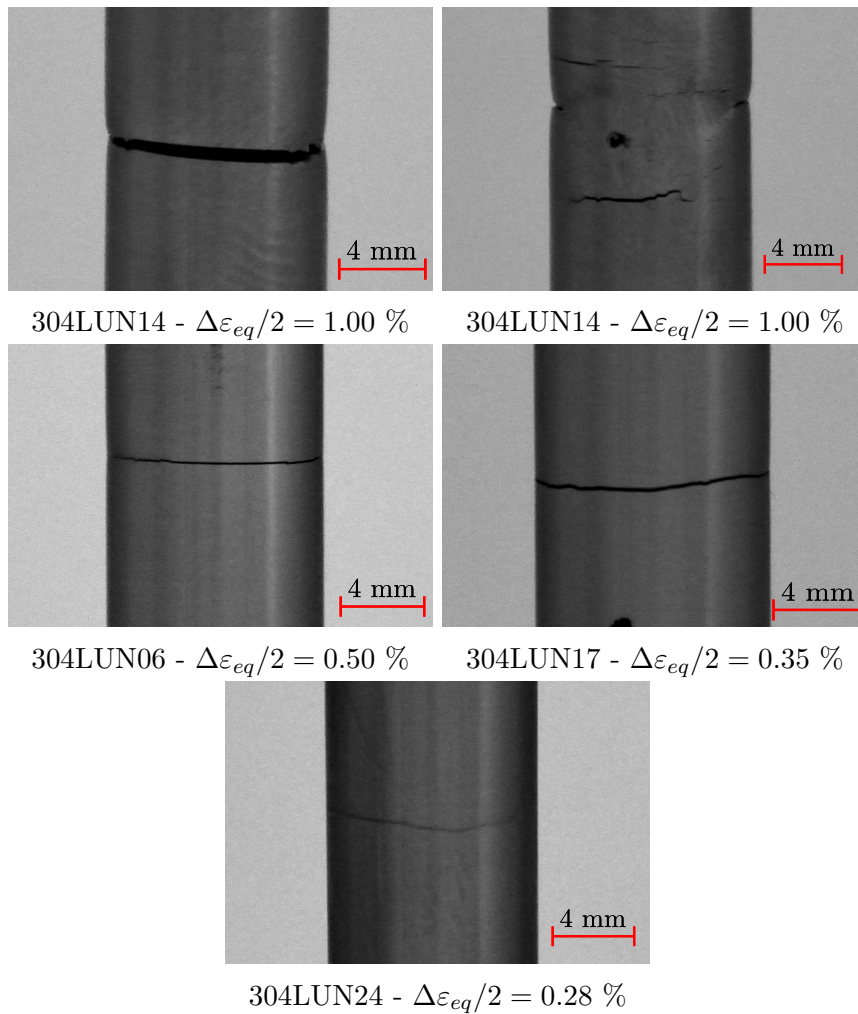 4 mm
4 mm
304LUN14 - Δε_eq/2 = 1.00 %
304LUN14 - Δε_eq/2 = 1.00 %
4 mm
4 mm
304LUN06 - Δε_eq/2 = 0.50 %
304LUN17 - Δε_eq/2 = 0.35 %
4 mm
304LUN24 - Δε_eq/2 = 0.28 %